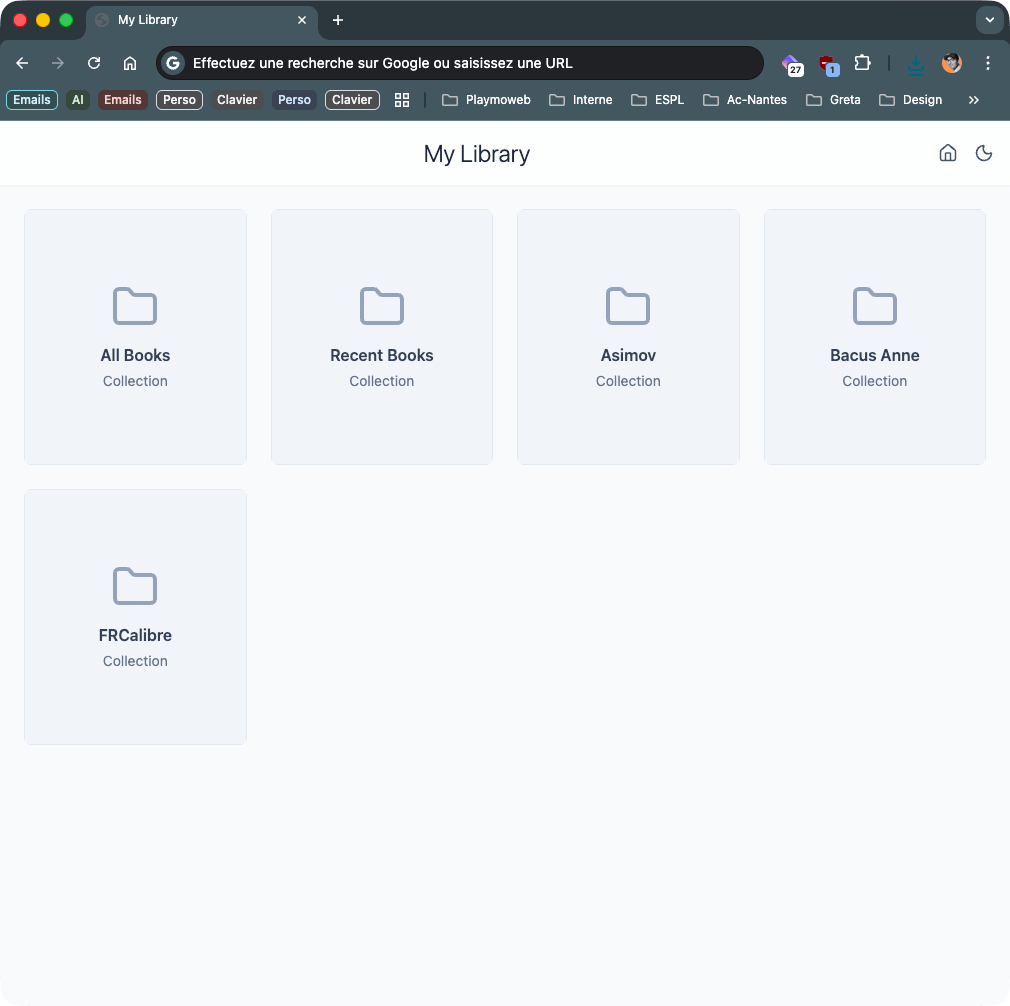 My Library
Effectuez une recherche sur Google ou saisissez une URL
27
1
Emails AI Emails Perso Clavier Perso Clavier Playmoweb Interne ESPL Ac-Nantes Greta Design
My Library
All Books Recent Books Asimov Bacus Anne
Collection Collection Collection Collection
FRCalibre
Collection